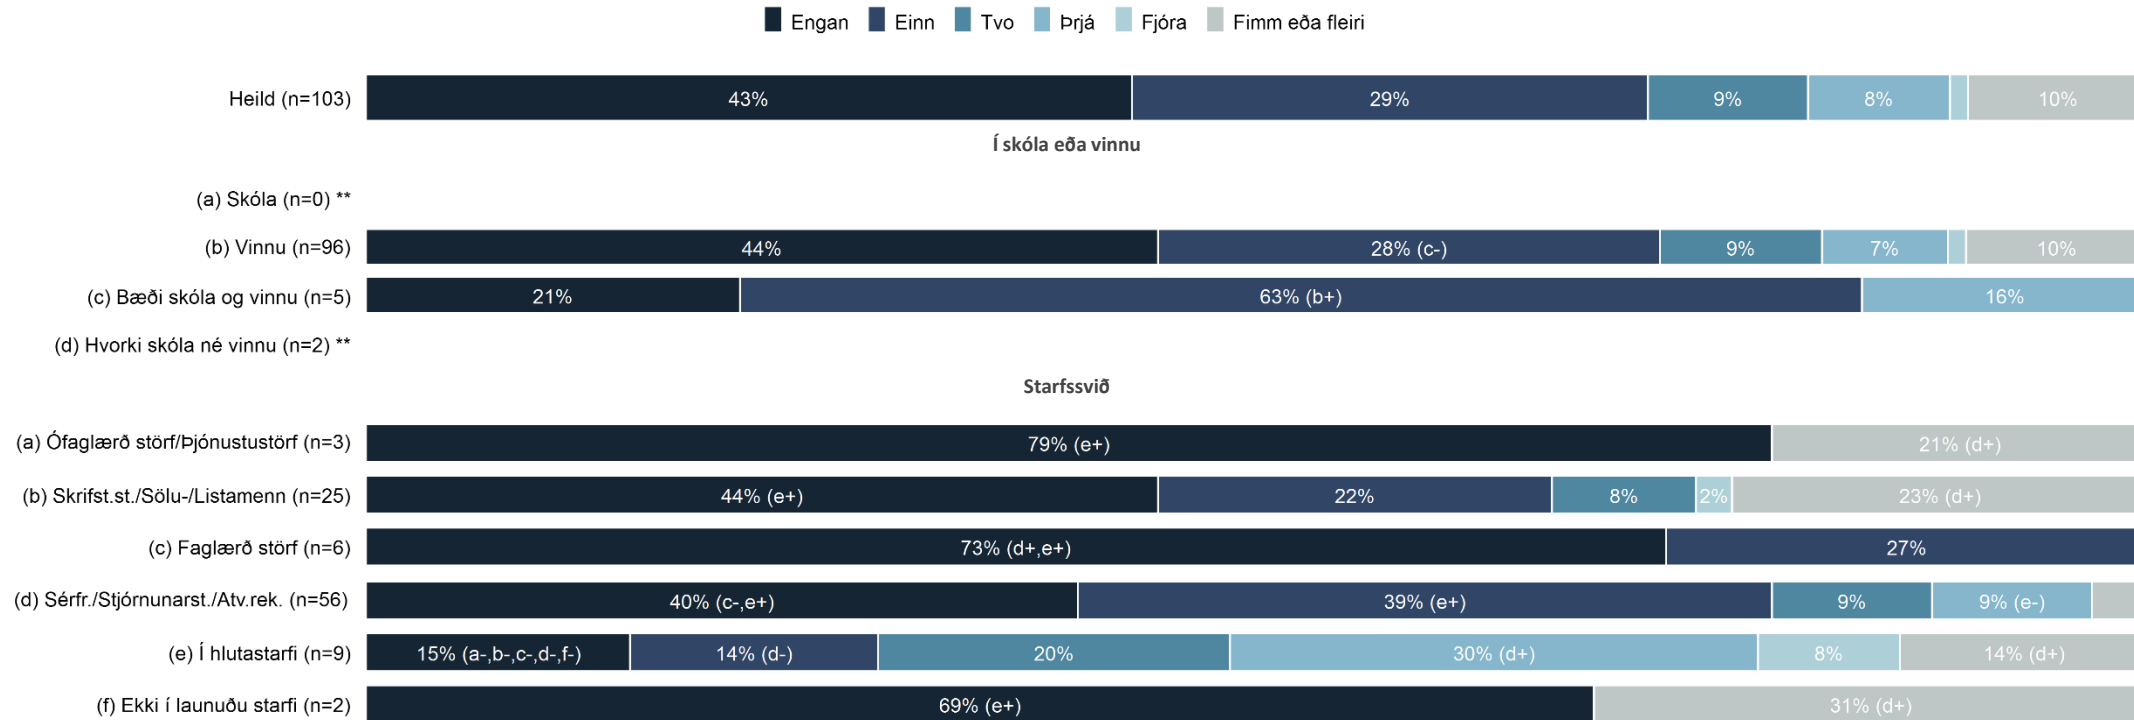 Engan Einn Tvo Þrjá Fjóra Fimm eða fleiri
Heild (n=103) 43% 29% 9% 8% 10%
Í skóla eða vinnu
(a) Skóla (n=0) **
(b) Vinnu (n=96) 44% 28% (c-) 9% 7% 10%
(c) Bæði skóla og vinnu (n=5) 21% 63% (b+) 16%
(d) Hvorki skóla né vinnu (n=2) **
Starfssvið
(a) Ófaglærð störf/Þjónustustörf (n=3) 79% (e+) 21% (d+)
(b) Skrifst.st./Sölu-/Listamenn (n=25) 44% (e+) 22% 8% 2% 23% (d+)
(c) Faglærð störf (n=6) 73% (d+,e+) 27%
(d) Sérfr./Stjórnunarst./Atv.rek. (n=56) 40% (c-,e+) 39% (e+) 9% 9% (e-)
(e) Í hlutastarfi (n=9) 15% (a-,b-,c-,d-,f-) 14% (d-) 20% 30% (d+) 8% 14% (d+)
(f) Ekki í launuðu starfi (n=2) 69% (e+) 31% (d+)